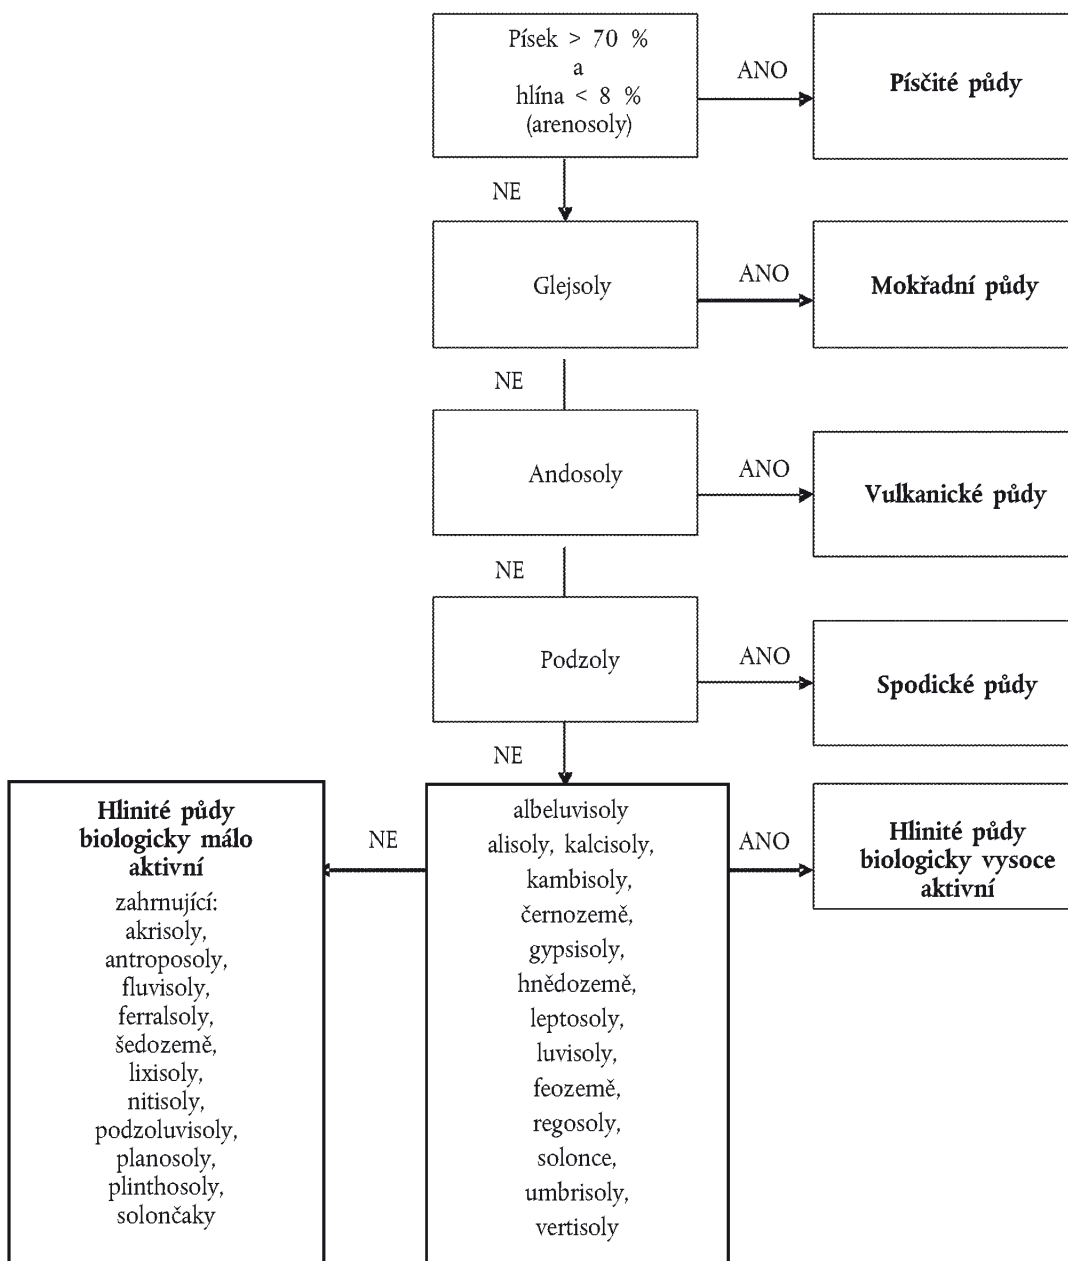 Písek > 70 %
a
hlína < 8 %
(arenosoly)
ANO
Písčité půdy
NE
Glejsoly
ANO
Mokřadní půdy
NE
Andosoly
ANO
Vulkanické půdy
NE
Podzoly
ANO
Spodické půdy
NE
Hlinité půdy
biologicky málo
aktivní
zahrnující:
akrisoly,
antroposoly,
fluvisoly,
ferralsoly,
šedozemě,
lixisoly,
nitisoly,
podzoluvisoly,
planosoly,
plinthosoly,
solončaky
NE
albeluvisoly
alisoly, kalcisoly,
kambisoly,
černozemě,
gypsisoly,
hnědozemě,
leptosoly,
luvisoly,
feozemě,
regosoly,
solonce,
umbrisoly,
vertisoly
ANO
Hlinité půdy
biologicky vysoce
aktivní